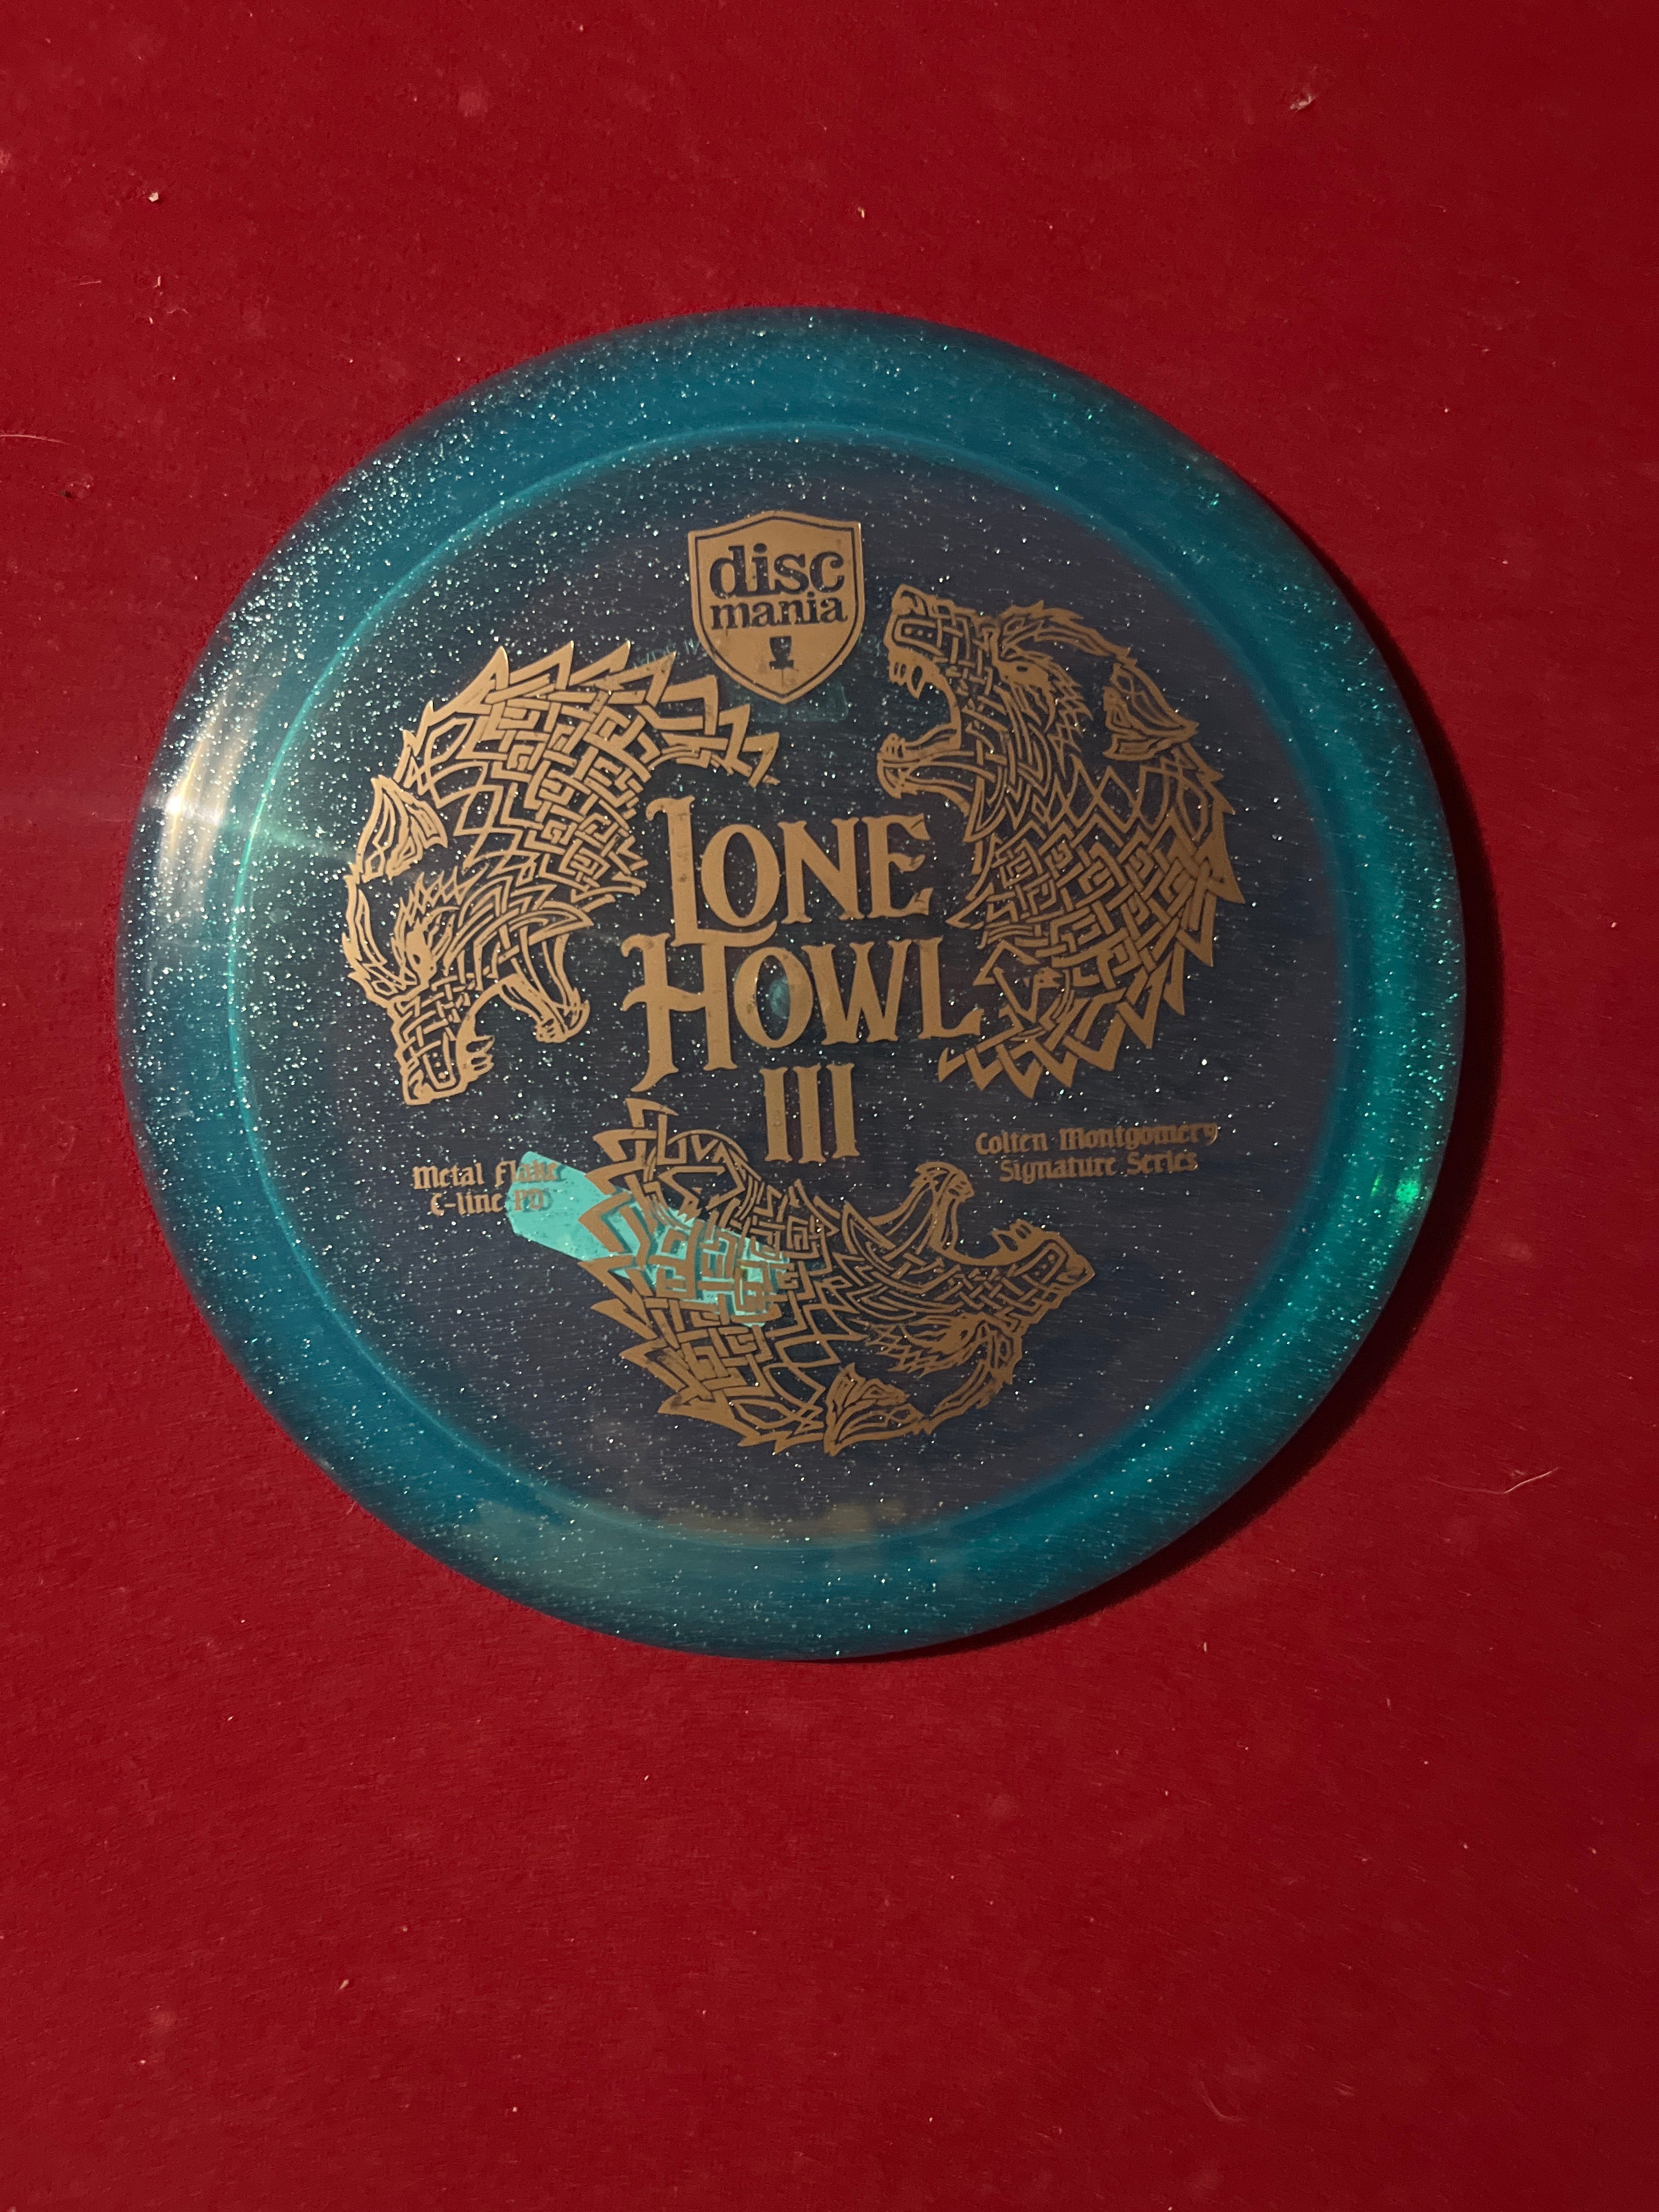 disc
mania
LONE
HOWL
III
Colten Montgomery
Signature Series
Metal Flake
C-line PD